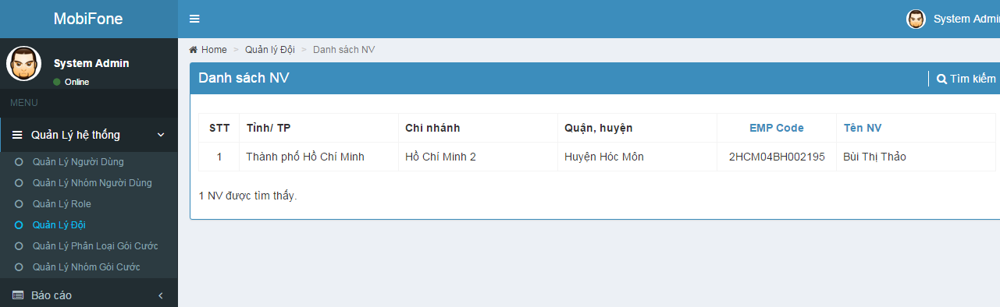 MobiFone
System Admin
System Admin
Online
MENU
Quản Lý hệ thống
Quản Lý Người Dùng
Quản Lý Nhóm Người Dùng
Quản Lý Role
Quản Lý Đội
Quản Lý Phân Loại Gói Cước
Quản Lý Nhóm Gói Cước
Báo cáo
Home > Quản lý Đội > Danh sách NV
Danh sách NV Tìm kiếm
STT Tỉnh/ TP Chi nhánh Quận, huyện EMP Code Tên NV
1 Thành phố Hồ Chí Minh Hồ Chí Minh 2 Huyện Hóc Môn 2HCM04BH002195 Bùi Thị Thảo
1 NV được tìm thấy.